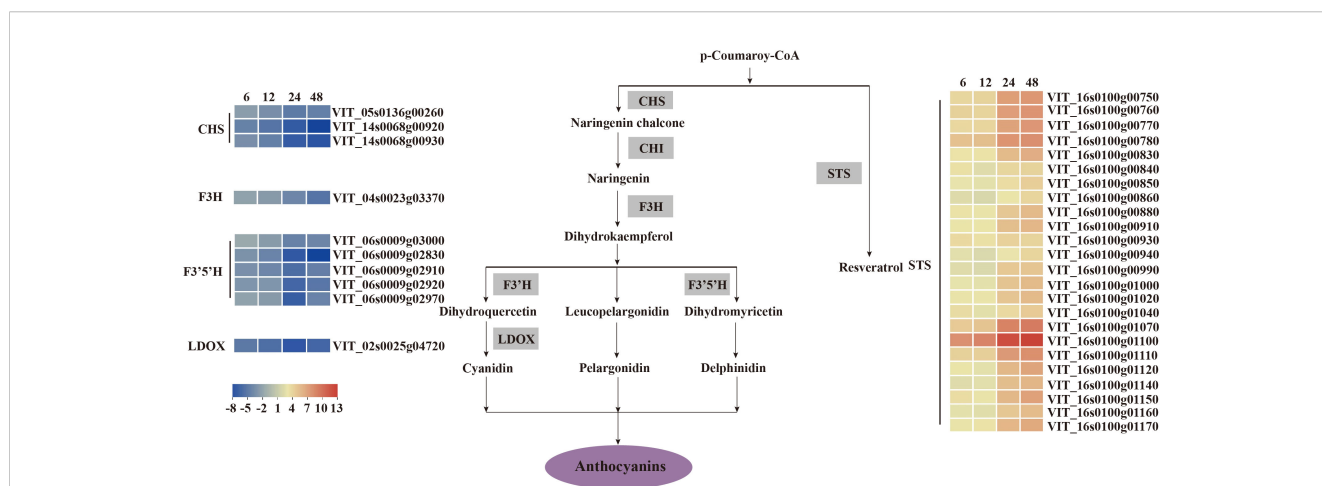 6 12 24 48
CHS
VIT_05s0136g00260
VIT_14s0068g00920
VIT_14s0068g00930
F3H
VIT_04s0023g03370
F3'5'H
VIT_06s0009g03000
VIT_06s0009g02830
VIT_06s0009g02910
VIT_06s0009g02920
VIT_06s0009g02970
LDOX
VIT_02s0025g04720
-8 -5 -2 1 4 7 10 13
p-Coumaroy-CoA
CHS
Naringenin chalcone
CHI
Naringenin
F3H
Dihydrokaempferol
F3'H
F3'5'H
Dihydroquercetin
Leucopelargonidin
Dihydromyricetin
LDOX
Cyanidin
Pelargonidin
Delphinidin
Anthocyanins
STS
Resveratrol
STS
6 12 24 48
VIT_16s0100g00750
VIT_16s0100g00760
VIT_16s0100g00770
VIT_16s0100g00780
VIT_16s0100g00830
VIT_16s0100g00840
VIT_16s0100g00850
VIT_16s0100g00860
VIT_16s0100g00880
VIT_16s0100g00910
VIT_16s0100g00930
VIT_16s0100g00940
VIT_16s0100g00990
VIT_16s0100g01000
VIT_16s0100g01020
VIT_16s0100g01040
VIT_16s0100g01070
VIT_16s0100g01100
VIT_16s0100g01110
VIT_16s0100g01120
VIT_16s0100g01140
VIT_16s0100g01150
VIT_16s0100g01160
VIT_16s0100g01170